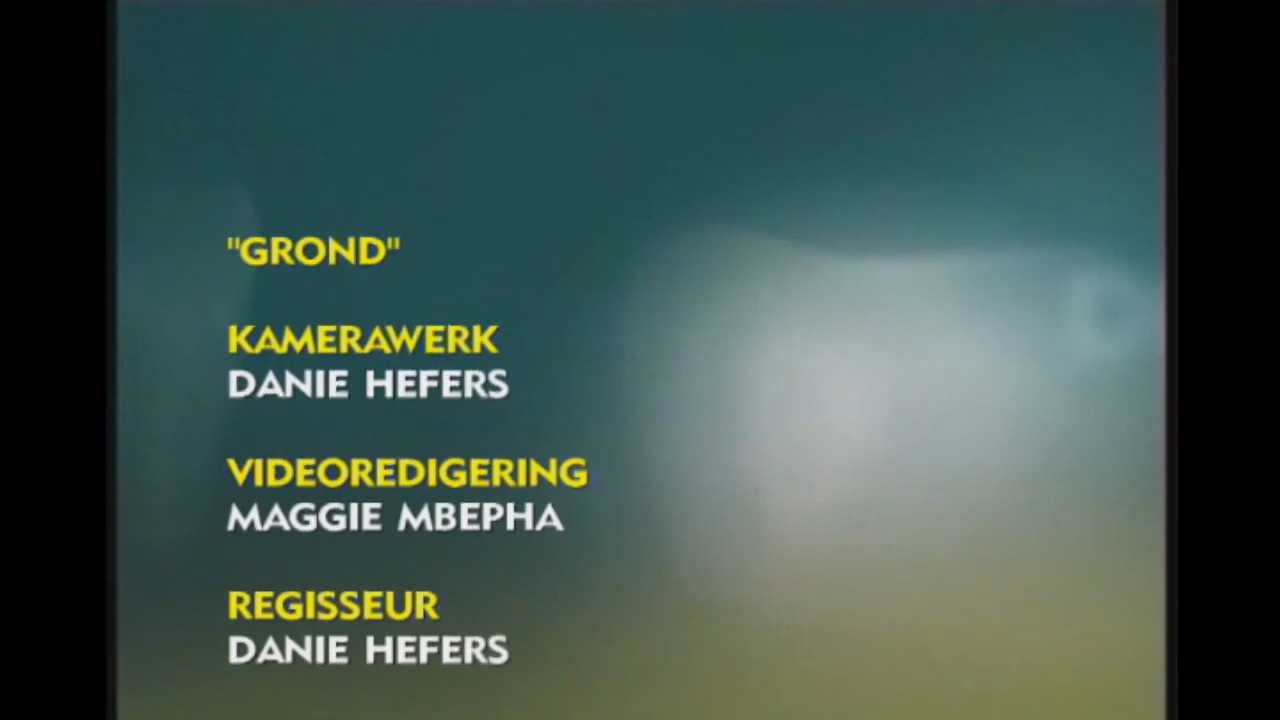 "GROND"
KAMERAWERK
DANIE HEFERS
VIDEOREDIGERING
MAGGIE MBEPHA
REGISSEUR
DANIE HEFERS